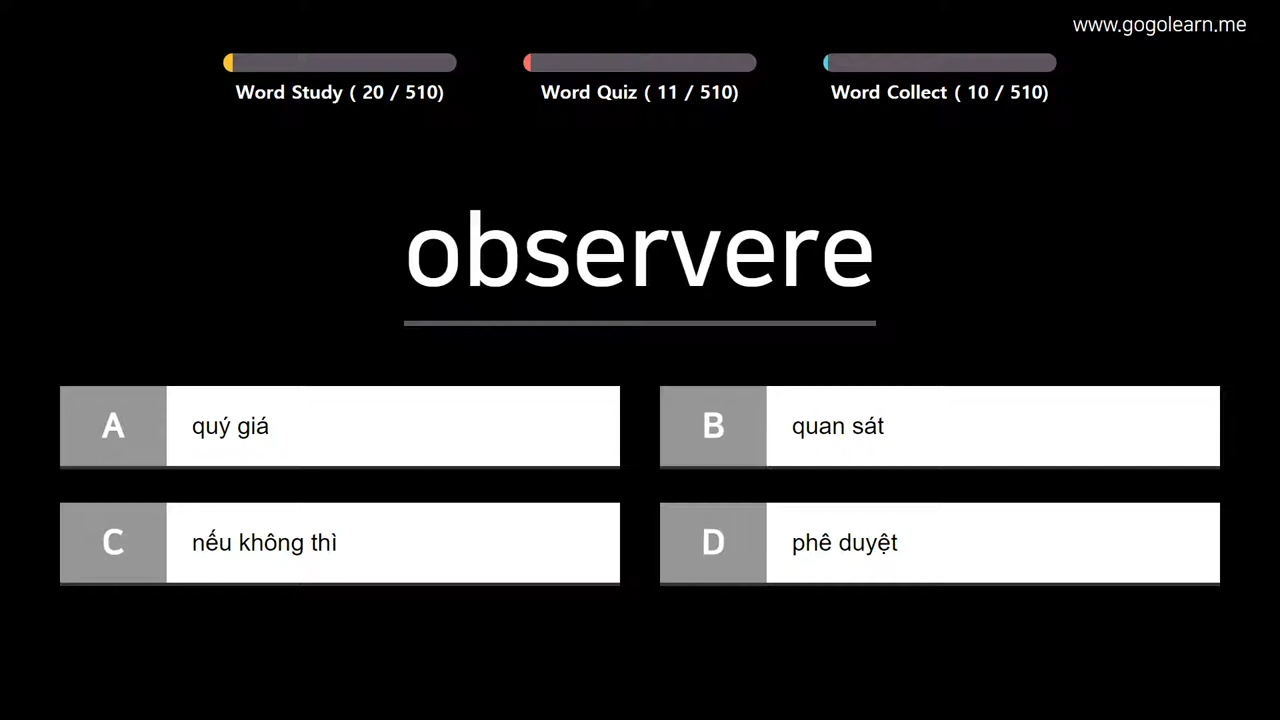 www.gogolearn.me
Word Study ( 20 / 510)
Word Quiz ( 11 / 510)
Word Collect ( 10 / 510)
observere
A quý giá
B quan sát
C nếu không thì
D phê duyệt